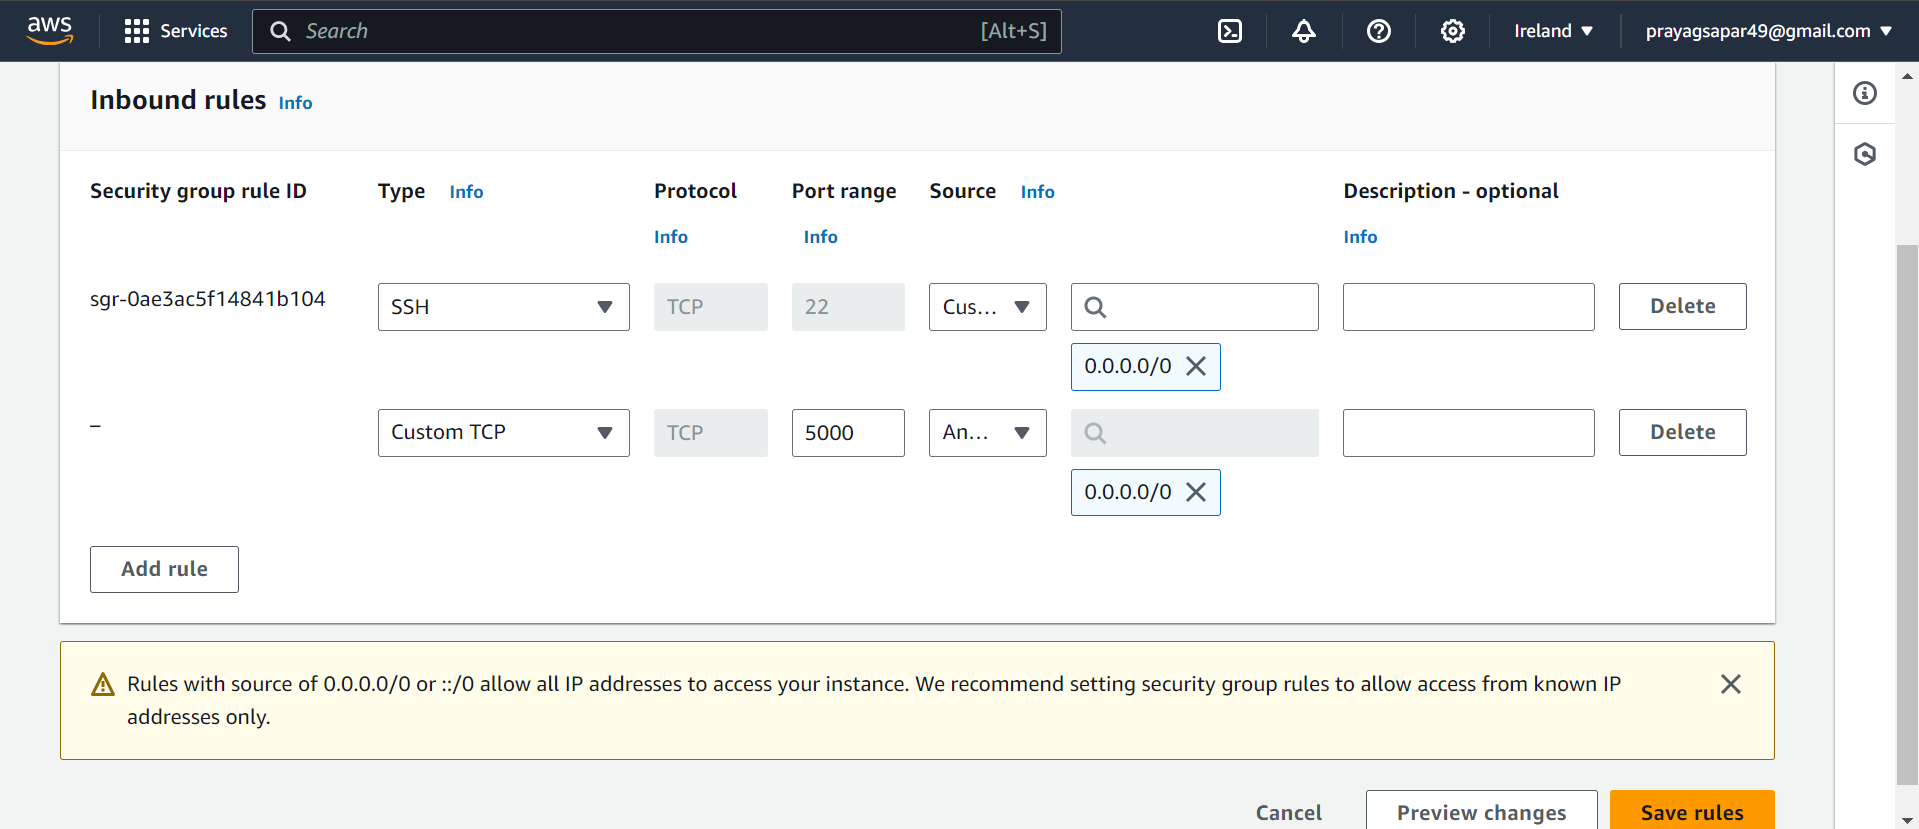 aws Services Search [Alt+S] Ireland prayagsapar49@gmail.com
Inbound rules Info
Security group rule ID Type Info Protocol Port range Source Info Description - optional
Info Info Info
sgr-0ae3ac5f14841b104 SSH TCP 22 Cus... Delete
0.0.0.0/0
– Custom TCP TCP 5000 An... Delete
0.0.0.0/0
Add rule
Rules with source of 0.0.0.0/0 or ::/0 allow all IP addresses to access your instance. We recommend setting security group rules to allow access from known IP
addresses only.
Cancel Preview changes Save rules